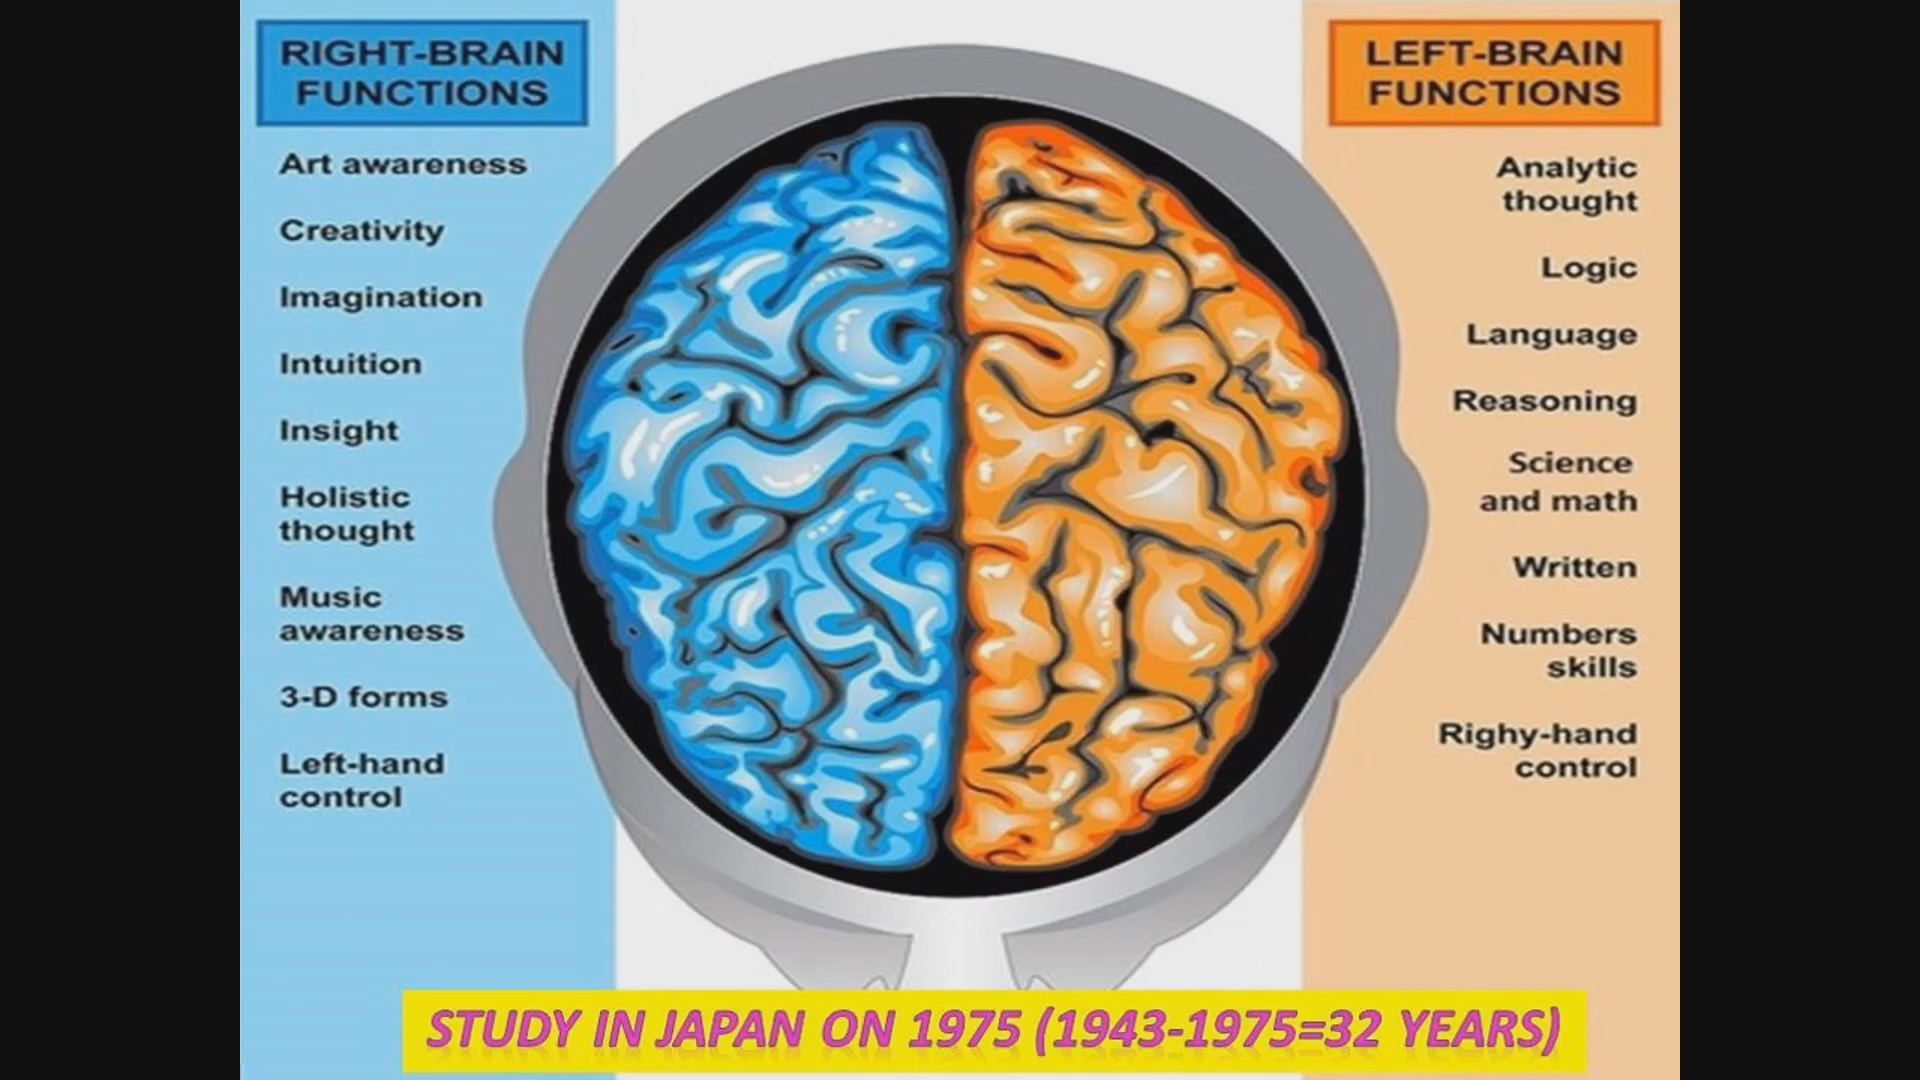 RIGHT-BRAIN
FUNCTIONS
Art awareness
Creativity
Imagination
Intuition
Insight
Holistic
thought
Music
awareness
3-D forms
Left-hand
control
LEFT-BRAIN
FUNCTIONS
Analytic
thought
Logic
Language
Reasoning
Science
and math
Written
Numbers
skills
Righy-hand
control
STUDY IN JAPAN ON 1975 (1943-1975=32 YEARS)